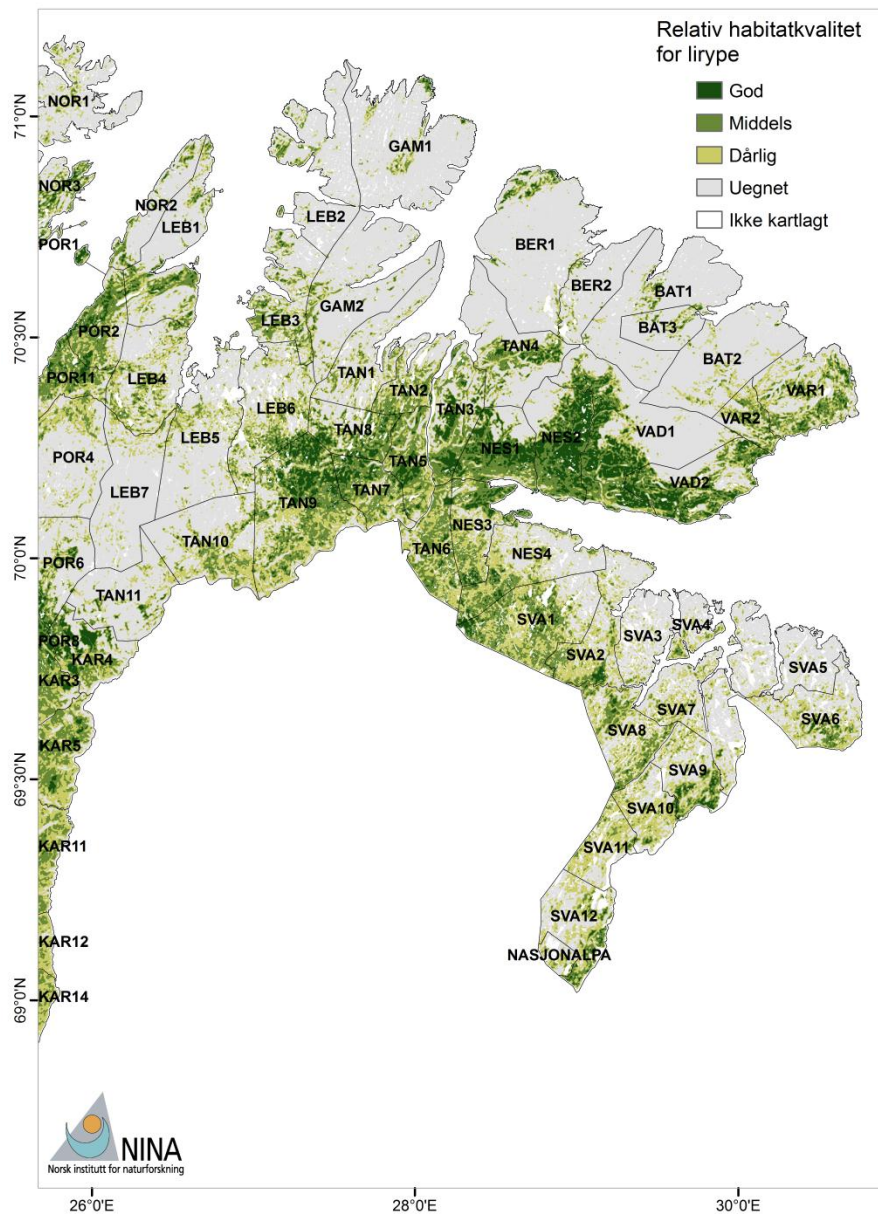 Relativ habitatkvalitet
for lirype
God
Middels
Dårlig
Uegnet
Ikke kartlagt
71°0'N
70°30'N
70°0'N
69°30'N
69°0'N
NOR1
GAM1
NOR3
NOR2
LEB1
LEB2
POR1
BER1
BER2
BAT1
POR2
LEB3
GAM2
BAT3
TAN4
BAT2
POR11
LEB4
TAN1
TAN2
VAR1
LEB6
TAN3
VAR2
LEB5
TAN8
NES1
NES2
VAD1
POR4
TAN5
LEB7
TAN9
TAN7
VAD2
NES3
TAN10
TAN6
NES4
POR6
TAN11
SVA1
SVA3
SVA4
POR8
KAR4
SVA2
SVA5
KAR3
SVA7
SVA6
SVA8
KAR5
SVA9
SVA10
KAR11
SVA11
SVA12
KAR12
NASJONALPA
KAR14
NINA
Norsk institutt for naturforskning
26°0'E
28°0'E
30°0'E